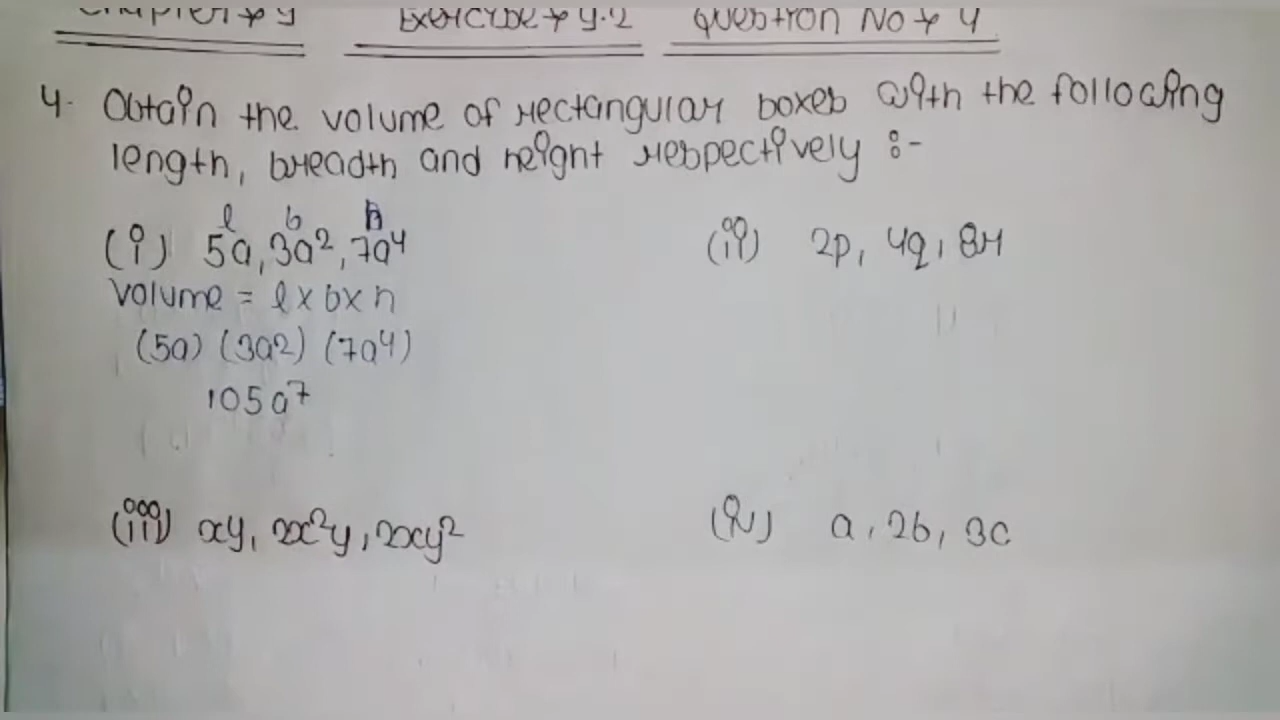 Chapter → 9 Exercise → 9.2 Question No → 4
4. Obtain the volume of rectangular boxes with the following
length, breadth and height respectively :-
l b h
(i) 5a, 3a², 7a⁴ (ii) 2p, 4q, 8r
Volume = l × b × h
(5a) (3a2) (7a⁴)
105a⁷
(iii) xy, 2x²y, 2xy² (iv) a, 2b, 3c